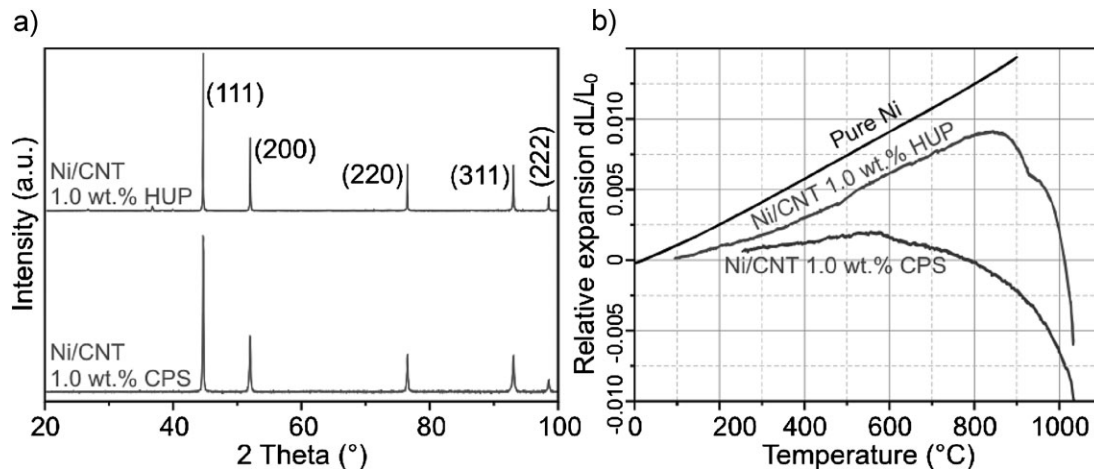 a)
Intensity (a.u.)
Ni/CNT
1.0 wt.% HUP
(111)
(200)
(220)
(311)
(222)
Ni/CNT
1.0 wt.% CPS
20
40
60
80
100
2 Theta (°)
b)
Relative expansion dL/L0
0.010
0.005
0
-0.005
-0.010
Pure Ni
Ni/CNT 1.0 wt.% HUP
Ni/CNT 1.0 wt.% CPS
0
200
400
600
800
1000
Temperature (°C)